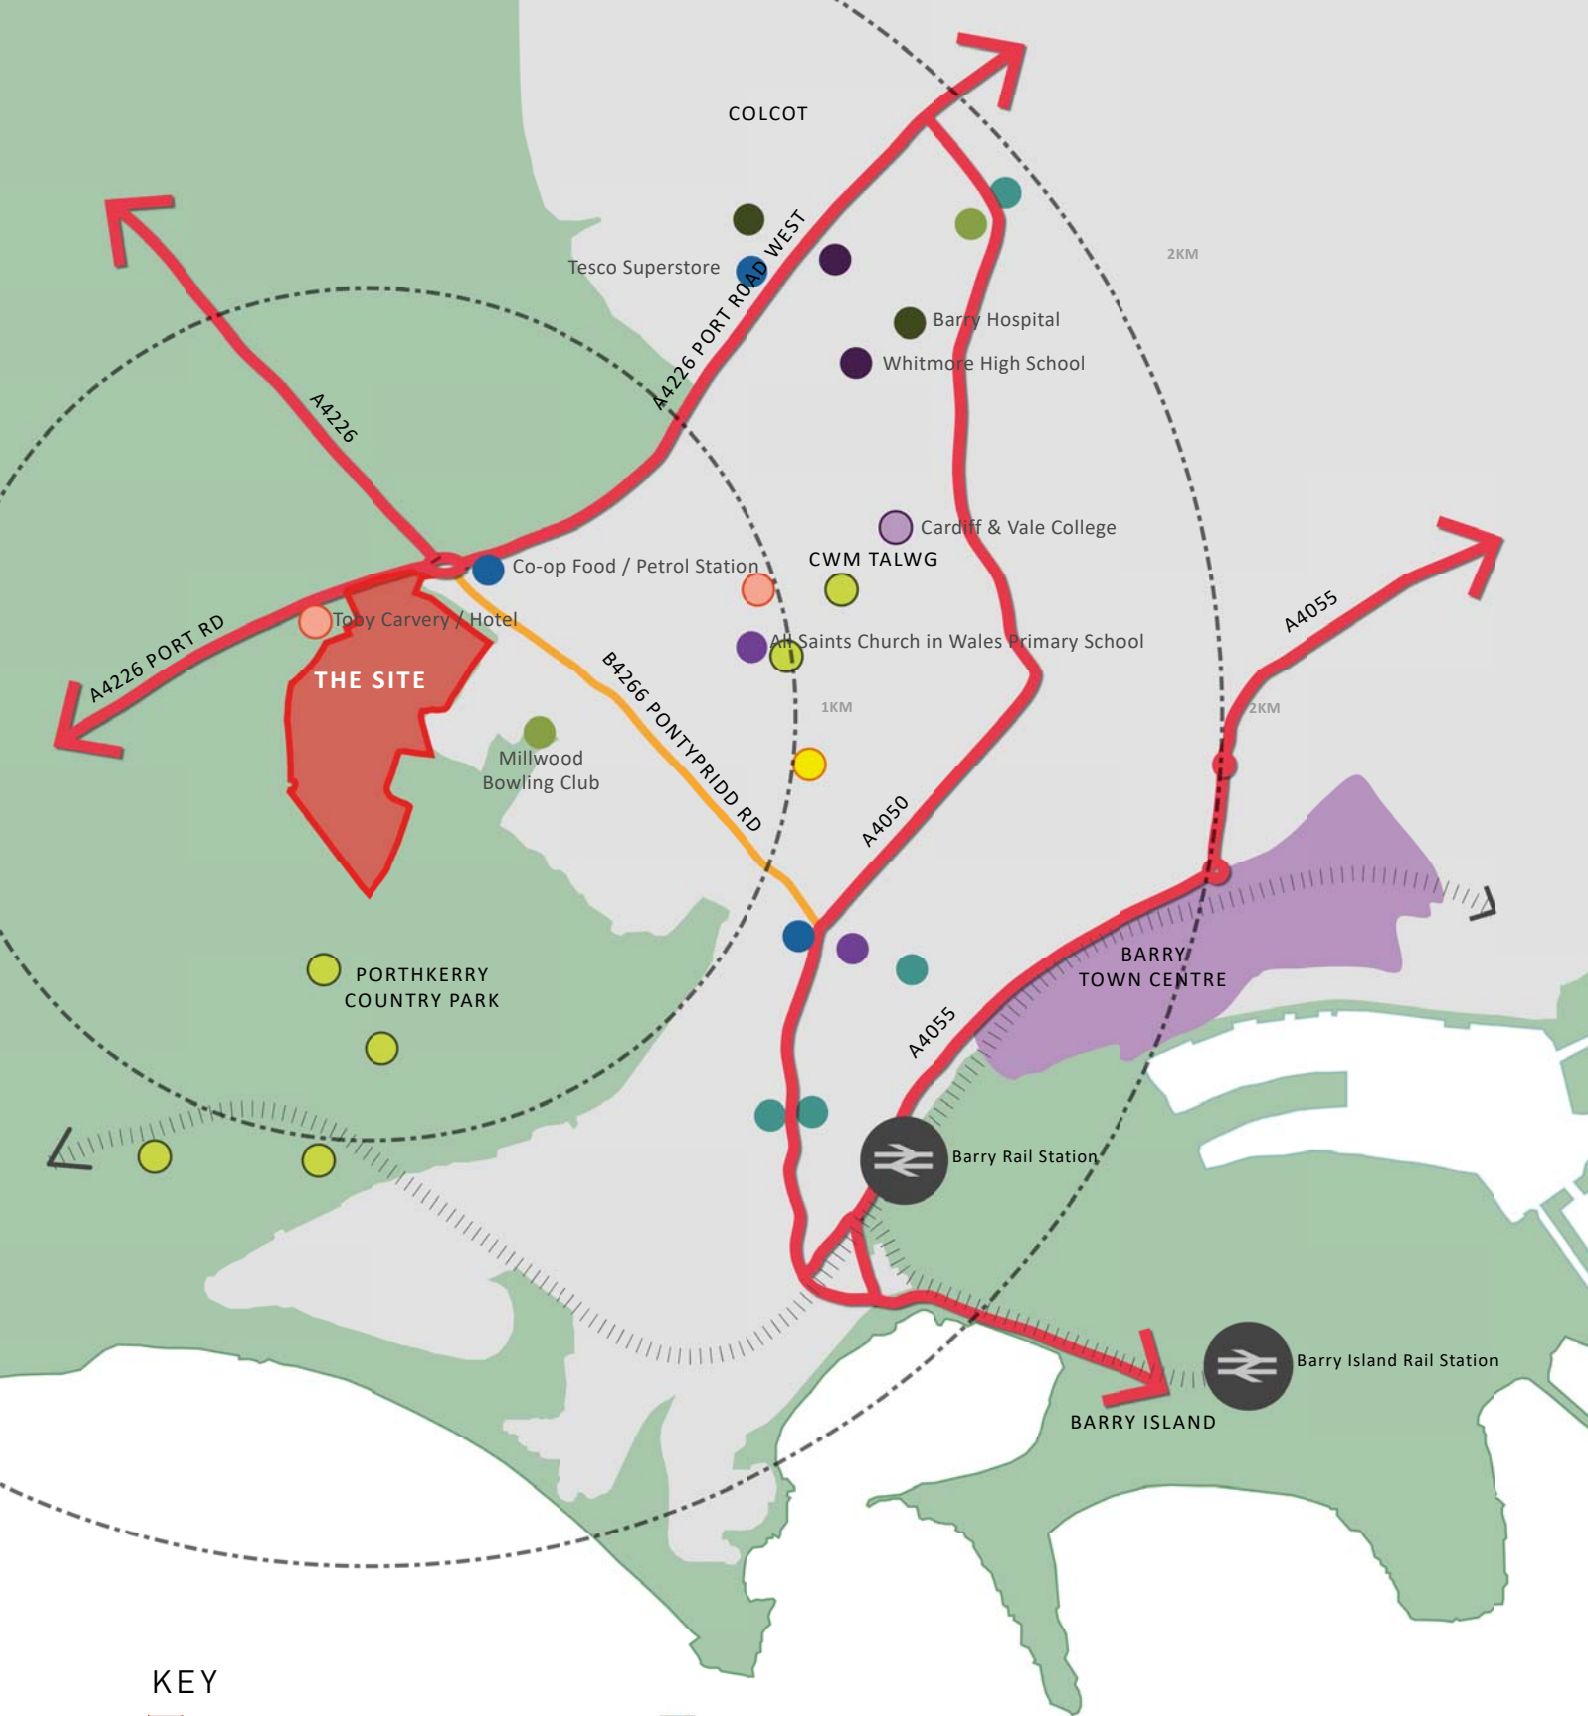 COLCOT
2KM
Tesco Superstore
A4226 PORT ROAD WEST
Barry Hospital
Whitmore High School
A4226
Cardiff & Vale College
CWM TALWG
Co-op Food / Petrol Station
A4055
Toby Carvery / Hotel
A4226 PORT RD
All Saints Church in Wales Primary School
THE SITE
B4266 PONTYPRIDD RD
1KM
2KM
Millwood
Bowling Club
A4050
BARRY
TOWN CENTRE
PORTHKERRY
COUNTRY PARK
A4055
Barry Rail Station
Barry Island Rail Station
BARRY ISLAND
KEY